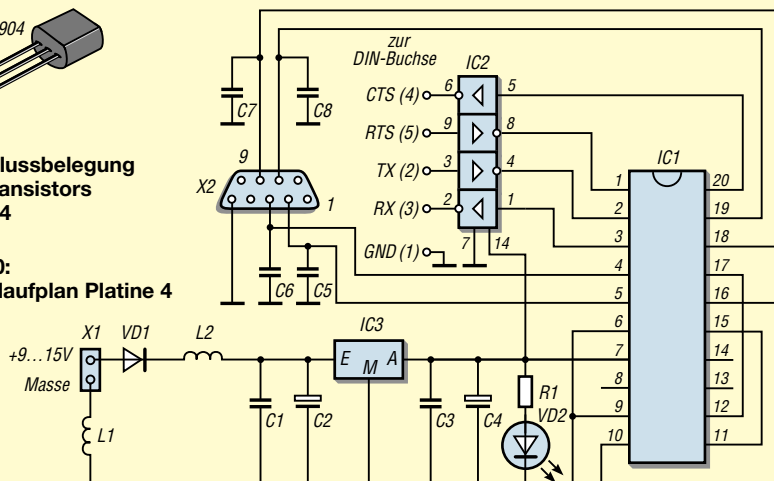 904
zur
DIN-Buchse
IC2
CTS (4) 6 5
RTS (5) 9 8
TX (2) 3 4
RX (3) 2 1
GND (1) 7 14
C7
C8
9
X2
1
C6
C5
lussbelegung
ansistors
4
0:
laufplan Platine 4
IC1
1 20
2 19
3 18
4 17
5 16
6 15
7 14
8 13
9 12
10 11
X1
VD1
L2
IC3
+9...15V
Masse
E M A
L1
C1
C2
C3
C4
R1
VD2